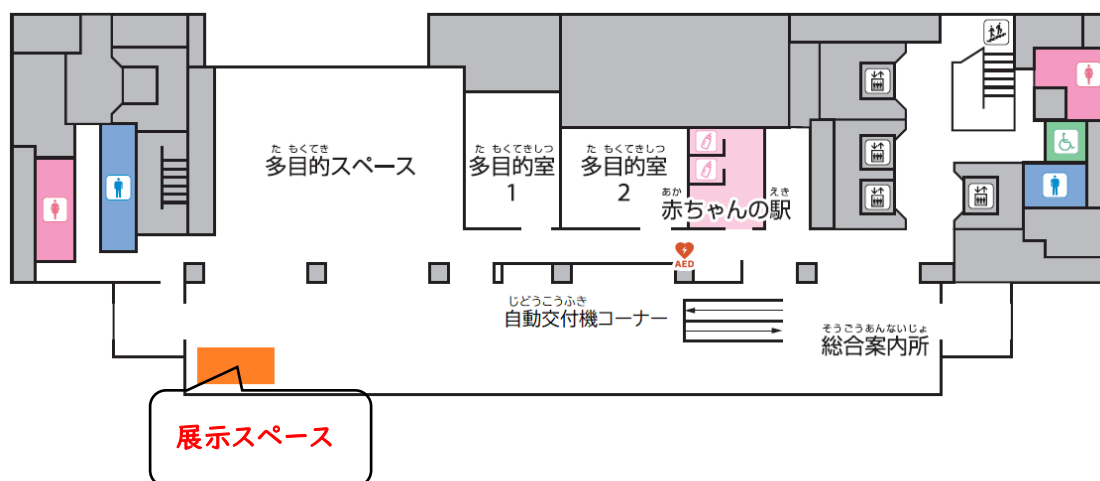 た もくてき
多目的スペース
た もくてきしつ
多目的室
1
た もくてきしつ
多目的室
2
あか えき
赤ちゃんの駅
AED
じどうこうふき
自動交付機コーナー
そうごうあんないじょ
総合案内所
展示スペース